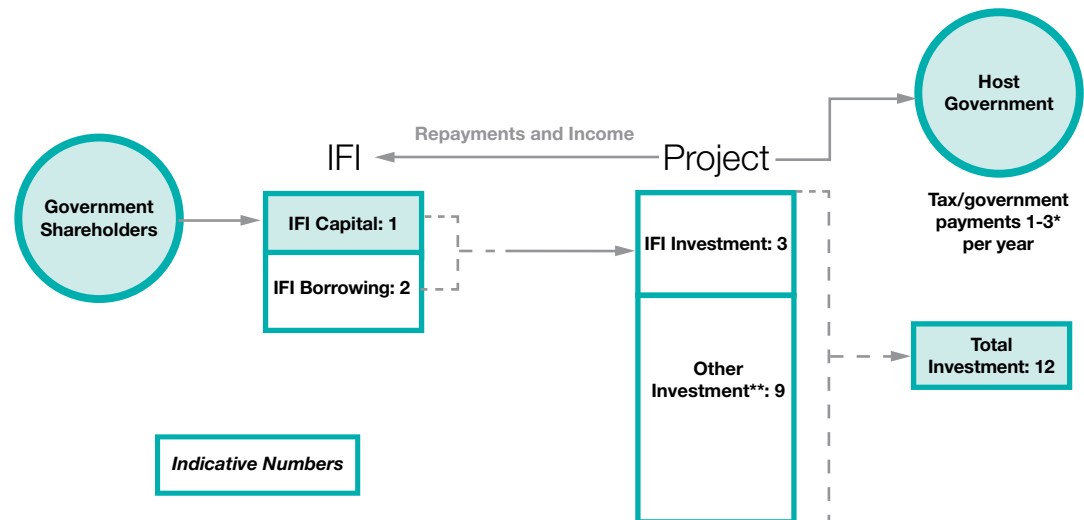 Host
Government
Repayments and Income
IFI
Project
Government
Shareholders
IFI Capital: 1
IFI Borrowing: 2
IFI Investment: 3
Tax/government
payments 1-3*
per year
Other
Investment**: 9
Total
Investment: 12
Indicative Numbers